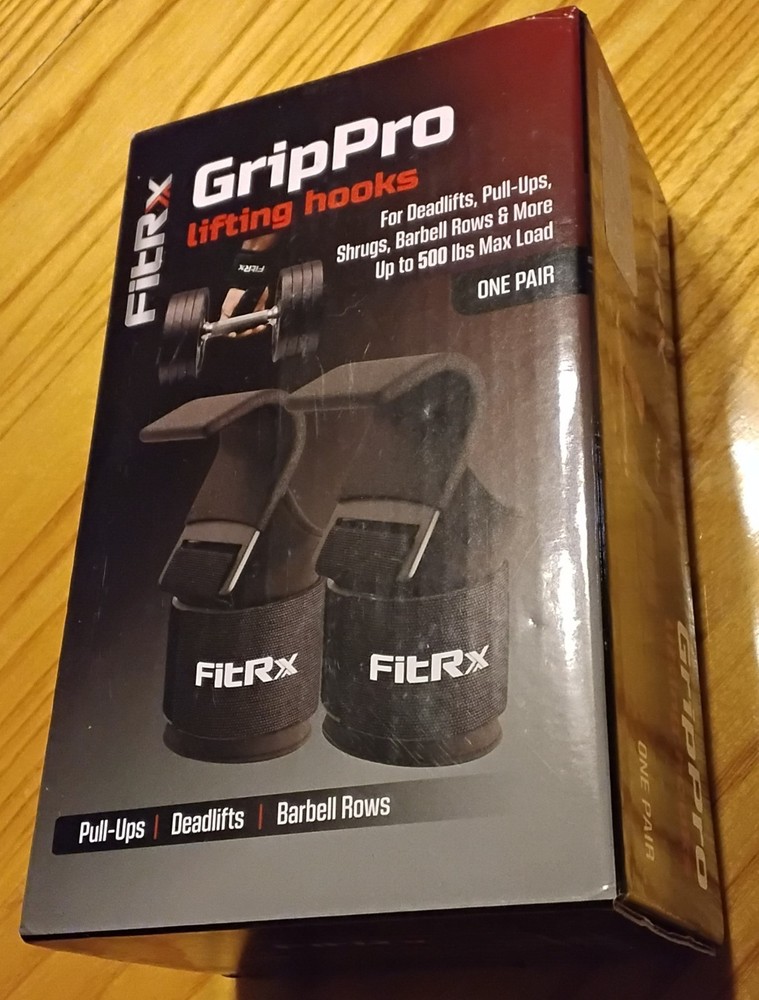 FitRx
GripPro
lifting hooks
For Deadlifts, Pull-Ups,
Shrugs, Barbell Rows & More
Up to 500 lbs Max Load
ONE PAIR
FitRx
FitRx
FitRx
Pull-Ups | Deadlifts | Barbell Rows
GripPro
ONE PAIR